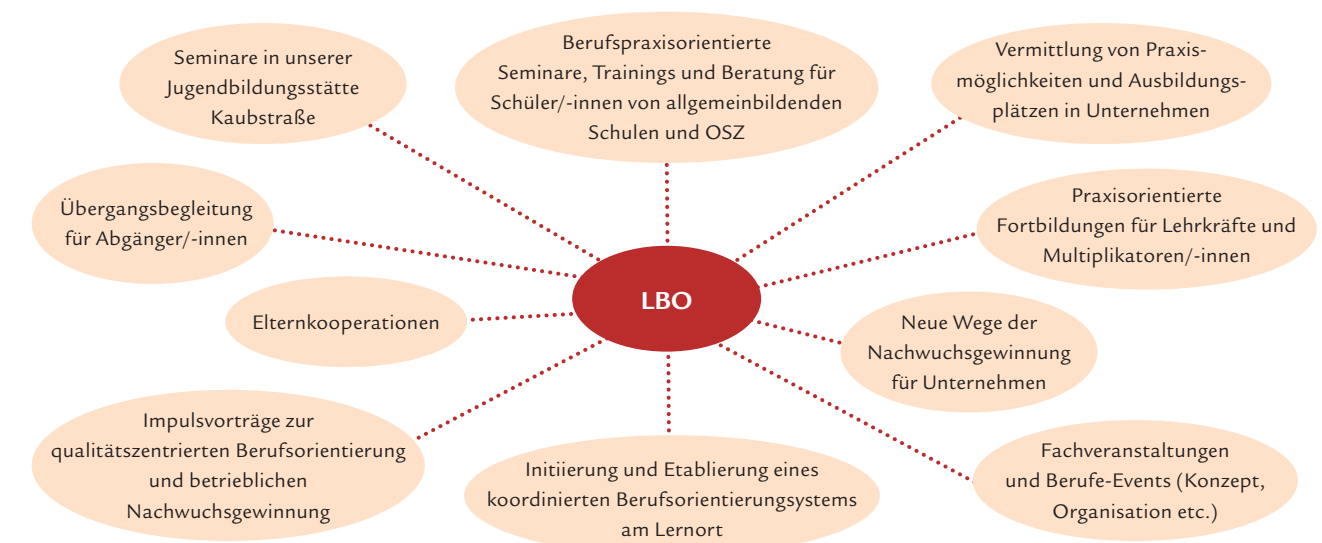 Seminare in unserer
Jugendbildungsstätte
Kaubstraße
Berufspraxisorientierte
Seminare, Trainings und Beratung für
Schüler/-innen von allgemeinbildenden
Schulen und OSZ
Vermittlung von Praxis-
möglichkeiten und Ausbildungs-
plätzen in Unternehmen
Übergangsbegleitung
für Abgänger/-innen
Praxisorientierte
Fortbildungen für Lehrkräfte und
Multiplikatoren/-innen
LBO
Elternkooperationen
Neue Wege der
Nachwuchsgewinnung
für Unternehmen
Impulsvorträge zur
qualitätszentrierten Berufsorientierung
und betrieblichen
Nachwuchsgewinnung
Initiierung und Etablierung eines
koordinierten Berufsorientierungsystems
am Lernort
Fachveranstaltungen
und Berufe-Events (Konzept,
Organisation etc.)